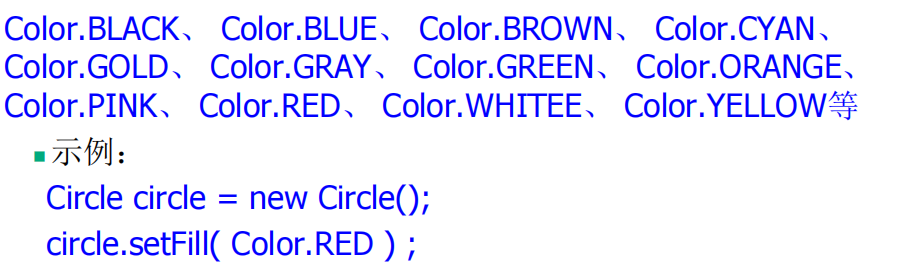 Color.BLACK、 Color.BLUE、 Color.BROWN、 Color.CYAN、
Color.GOLD、 Color.GRAY、 Color.GREEN、 Color.ORANGE、
Color.PINK、 Color.RED、 Color.WHITEE、 Color.YELLOW等
示例：
Circle circle = new Circle();
circle.setFill( Color.RED ) ;